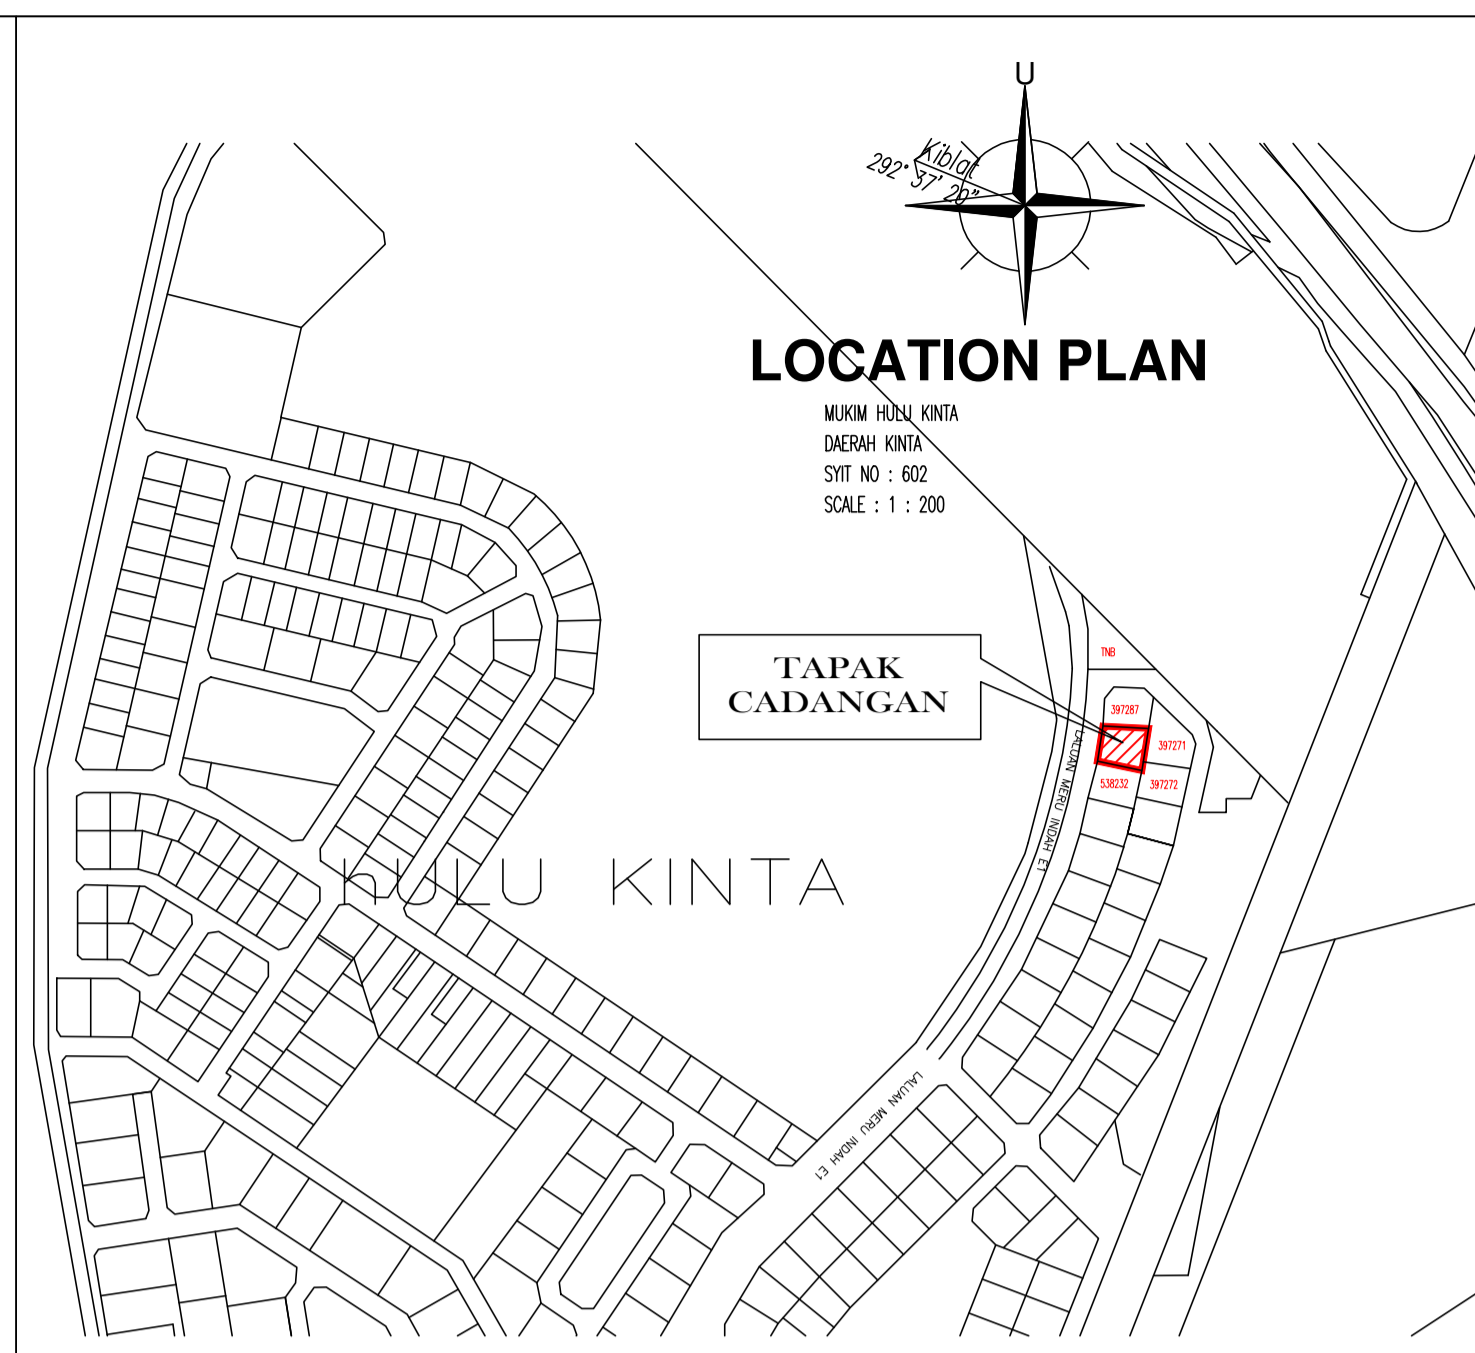 U
Kiblat
292° 37' 20"
LOCATION PLAN
MUKIM HULU KINTA
DAERAH KINTA
SYIT NO : 602
SCALE : 1 : 200
TNB
TAPAK
CADANGAN
397287
397271
538232
397272
LALUAN MERU INDAH E1
hULU KINTA
LALUAN MERU INDAH E1